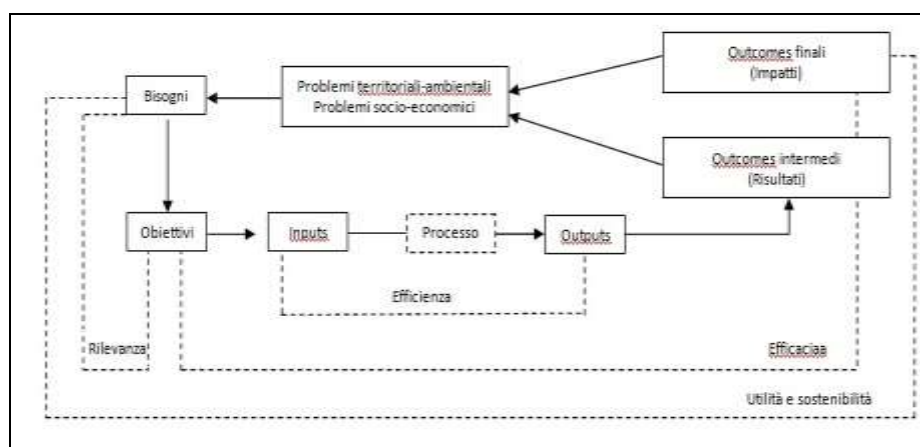 Outcomes finali
(Impatti)
Problemi territoriali-ambientali
Problemi socio-economici
Bisogni
Outcomes intermedi
(Risultati)
Obiettivi
Inputs
Processo
Outputs
Efficienza
Rilevanza
Efficaciaa
Utilità e sostenibilità